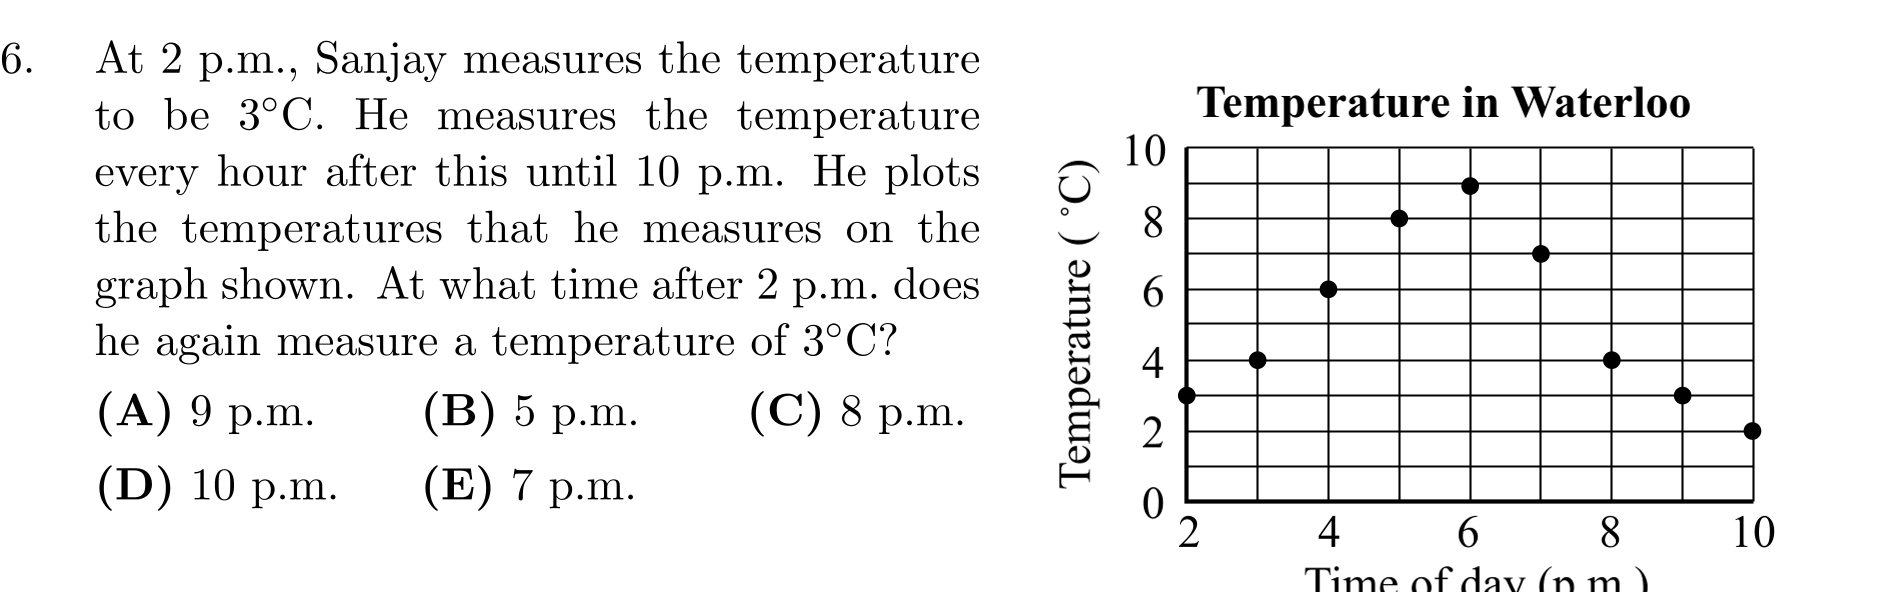 6. At 2 p.m., Sanjay measures the temperature
to be 3°C. He measures the temperature
every hour after this until 10 p.m. He plots
the temperatures that he measures on the
graph shown. At what time after 2 p.m. does
he again measure a temperature of 3°C?
(A) 9 p.m. (B) 5 p.m. (C) 8 p.m.
(D) 10 p.m. (E) 7 p.m.
Temperature in Waterloo
Temperature (°C)
10
8
6
4
2
0
2 4 6 8 10
Time of day (p.m.)